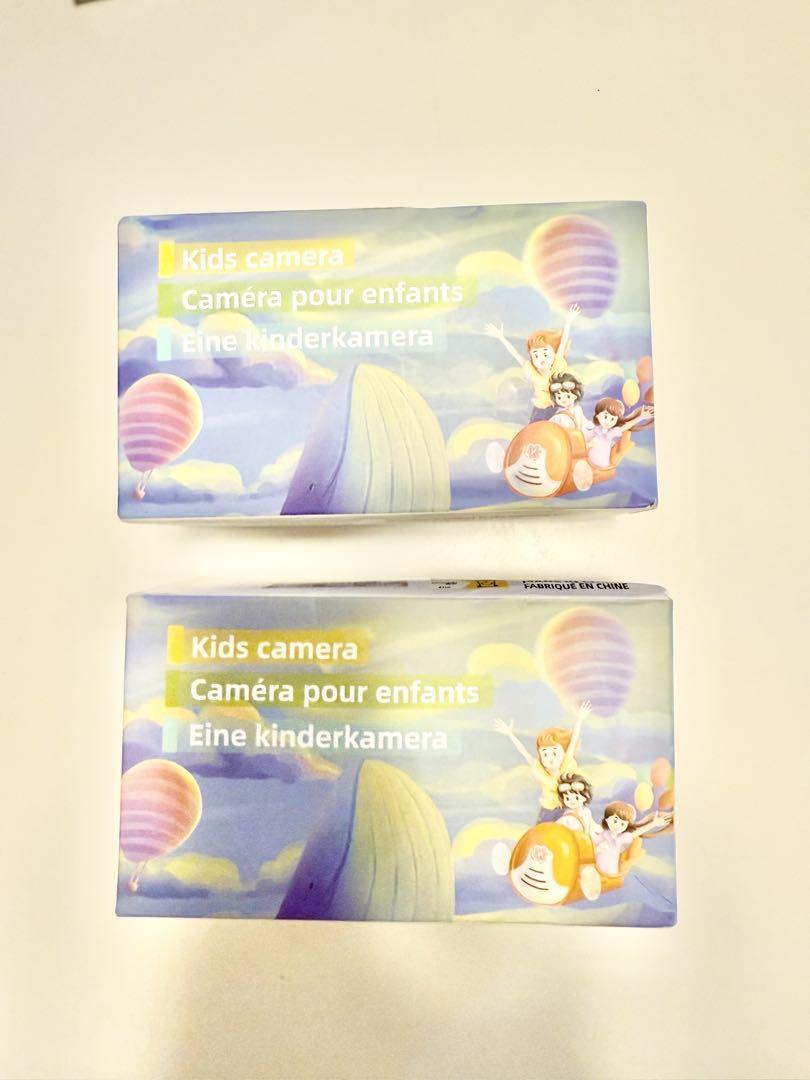 Kids camera
Caméra pour enfants
Eine kinderkamera
FABRIQUÉ EN CHINE
Kids camera
Caméra pour enfants
Eine kinderkamera